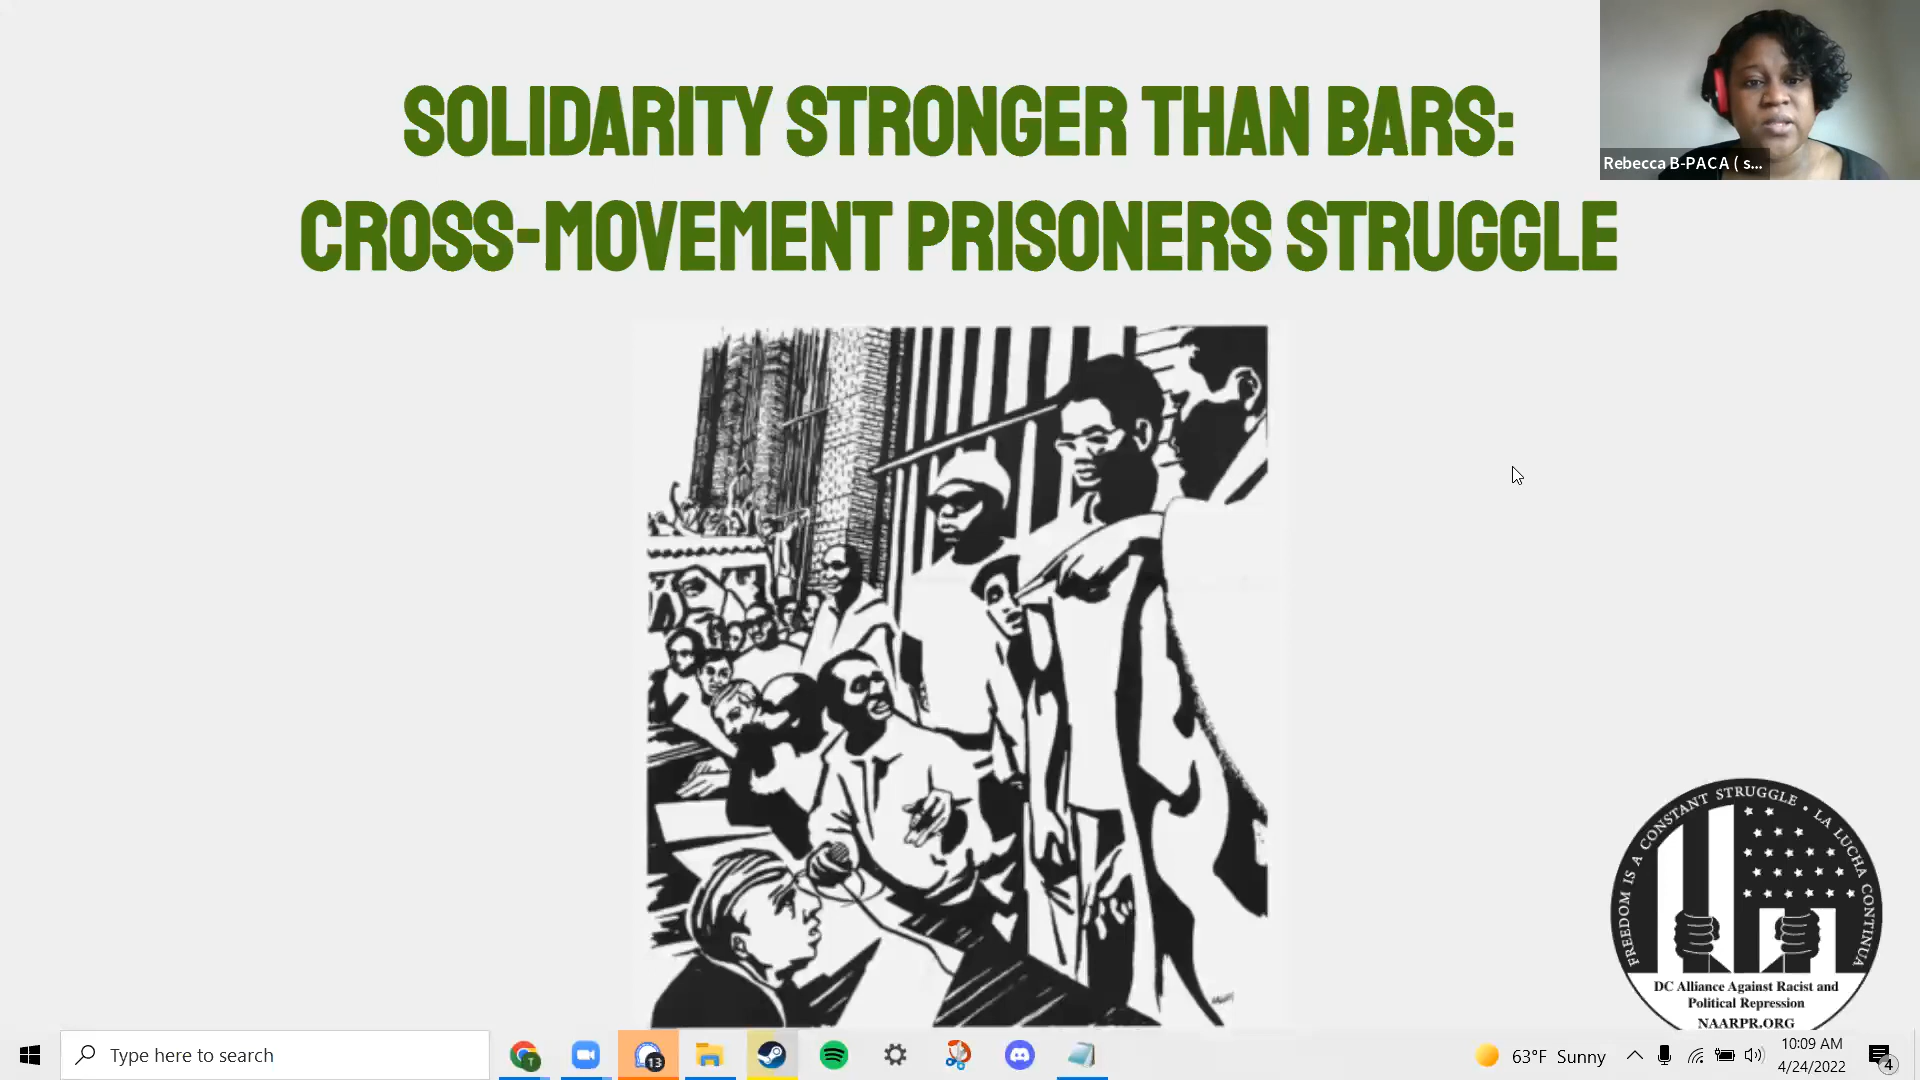 SOLIDARITY STRONGER THAN BARS:
CROSS-MOVEMENT PRISONERS STRUGGLE
Rebecca B-PACA ( s...
FREEDOM IS A CONSTANT STRUGGLE • LA LUCHA CONTINUA
DC Alliance Against Racist and
Political Repression
NAARPR.ORG
Type here to search
13
T
63°F Sunny
10:09 AM
4/24/2022
4